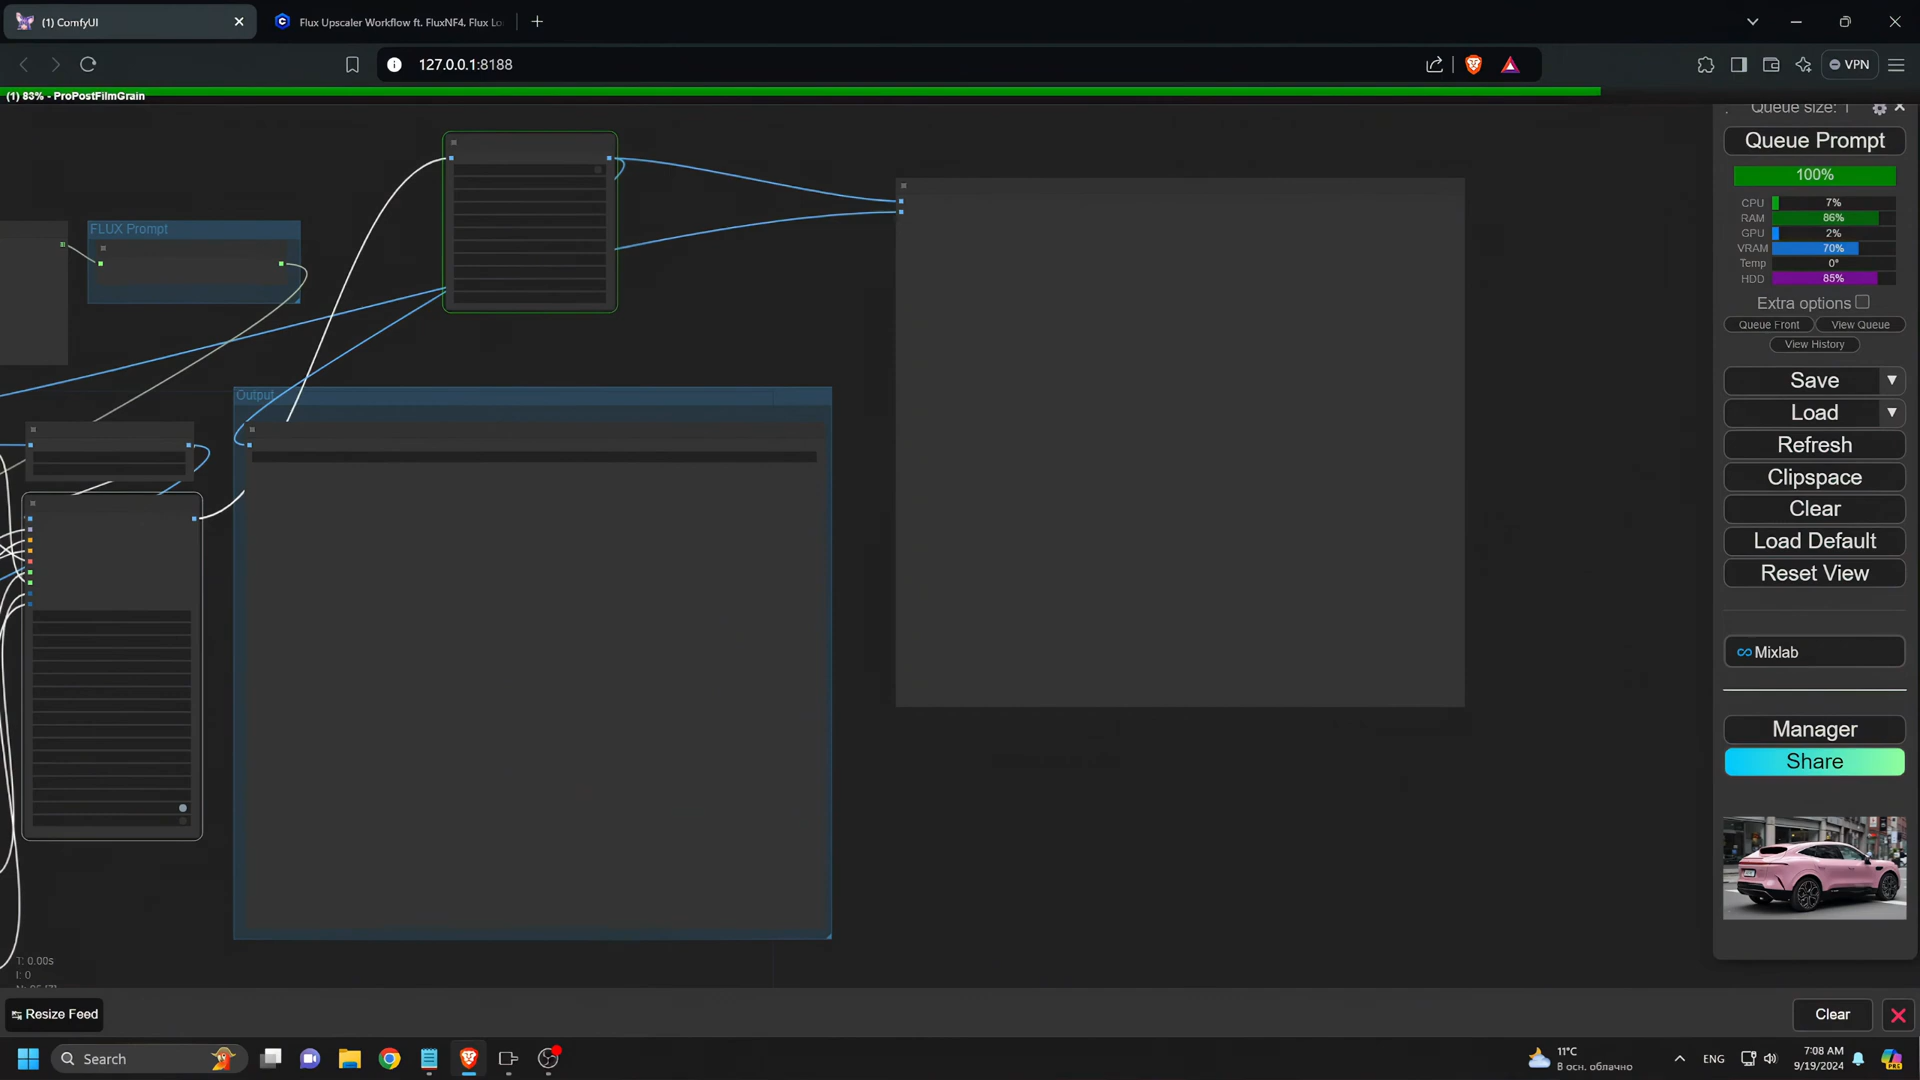 (1) ComfyUI
Flux Upscaler Workflow ft. FluxNF4, Flux Lo
127.0.0.1:8188
VPN
(1) 83% - ProPostFilmGrain
Queue size: 1
Queue Prompt
100%
CPU 7%
RAM 86%
GPU 2%
VRAM 70%
Temp 0°
HDD 85%
Extra options
Queue Front
View Queue
View History
Save
Load
Refresh
Clipspace
Clear
Load Default
Reset View
Mixlab
Manager
Share
FLUX Prompt
Output
T: 0.00s
I: 0
Resize Feed
Clear
Search
11°C
В осн. облачно
ENG
7:08 AM
9/19/2024
PRE